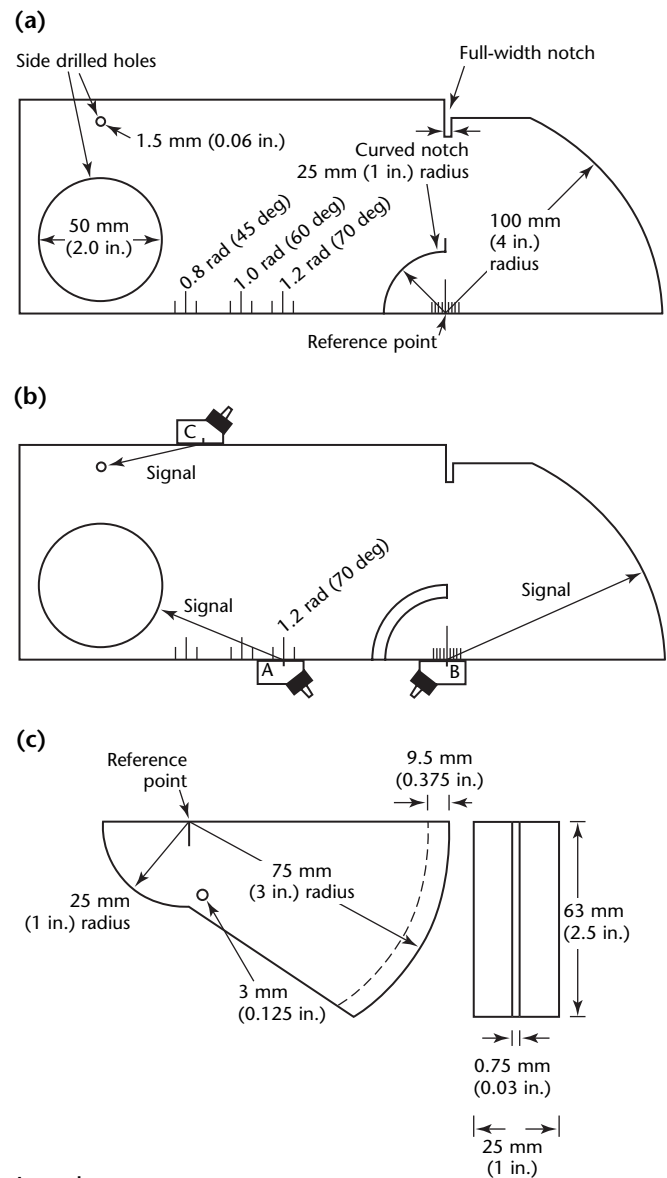 (a)
Side drilled holes
Full-width notch
1.5 mm (0.06 in.)
Curved notch
25 mm (1 in.) radius
50 mm
(2.0 in.)
0.8 rad (45 deg)
1.0 rad (60 deg)
1.2 rad (70 deg)
100 mm
(4 in.)
radius
Reference point
(b)
C
Signal
1.2 rad (70 deg)
Signal
Signal
A
B
(c)
Reference
point
9.5 mm
(0.375 in.)
75 mm
(3 in.) radius
25 mm
(1 in.) radius
63 mm
(2.5 in.)
3 mm
(0.125 in.)
0.75 mm
(0.03 in.)
25 mm
(1 in.)